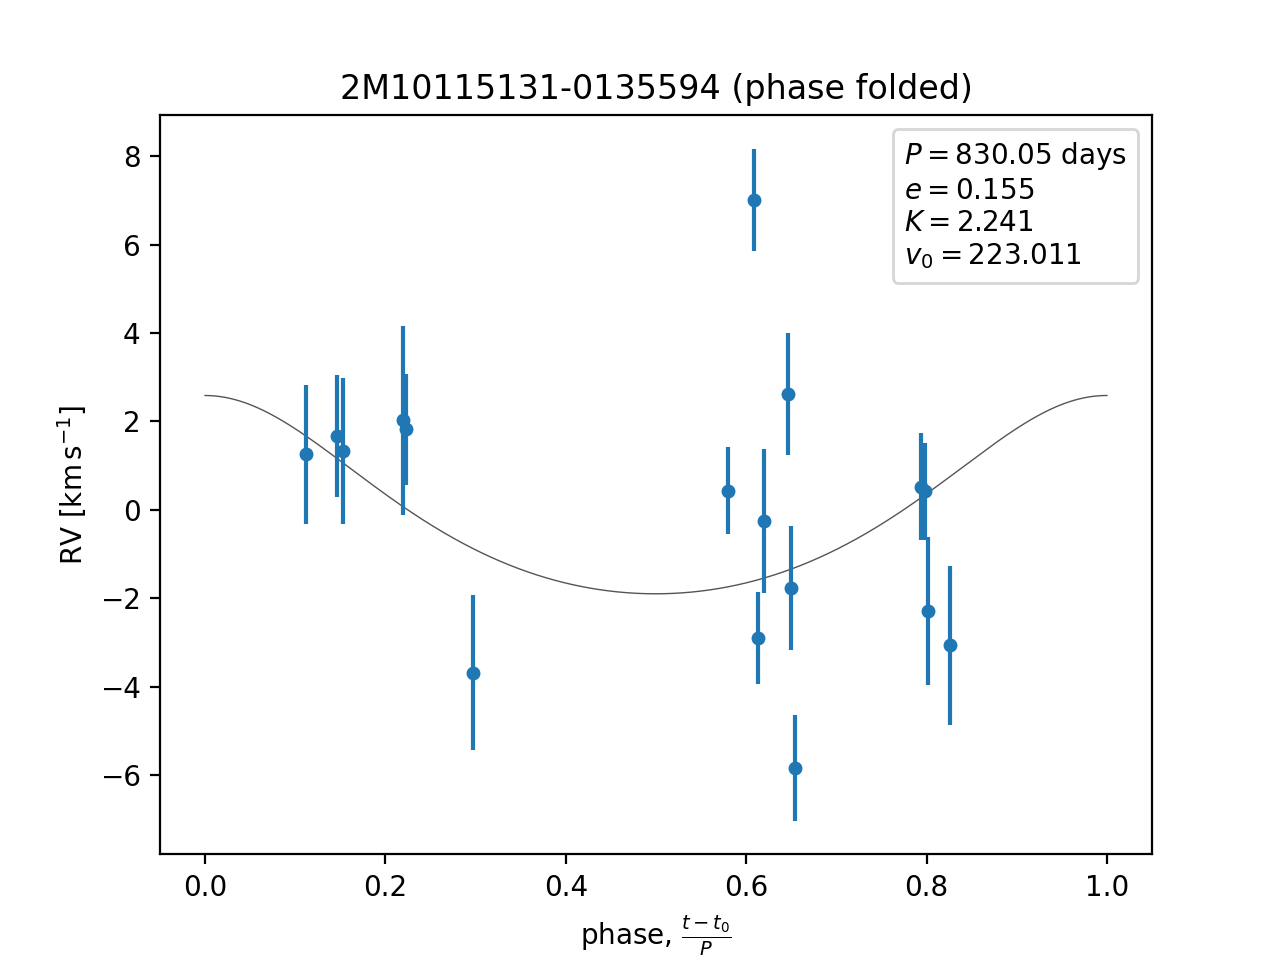 2M10115131-0135594 (phase folded)
P = 830.05 days
e = 0.155
K = 2.241
v₀ = 223.011
8
6
4
2
0
−2
−4
−6
RV [km s⁻¹]
0.0 0.2 0.4 0.6 0.8 1.0
phase, (t − t₀)/P